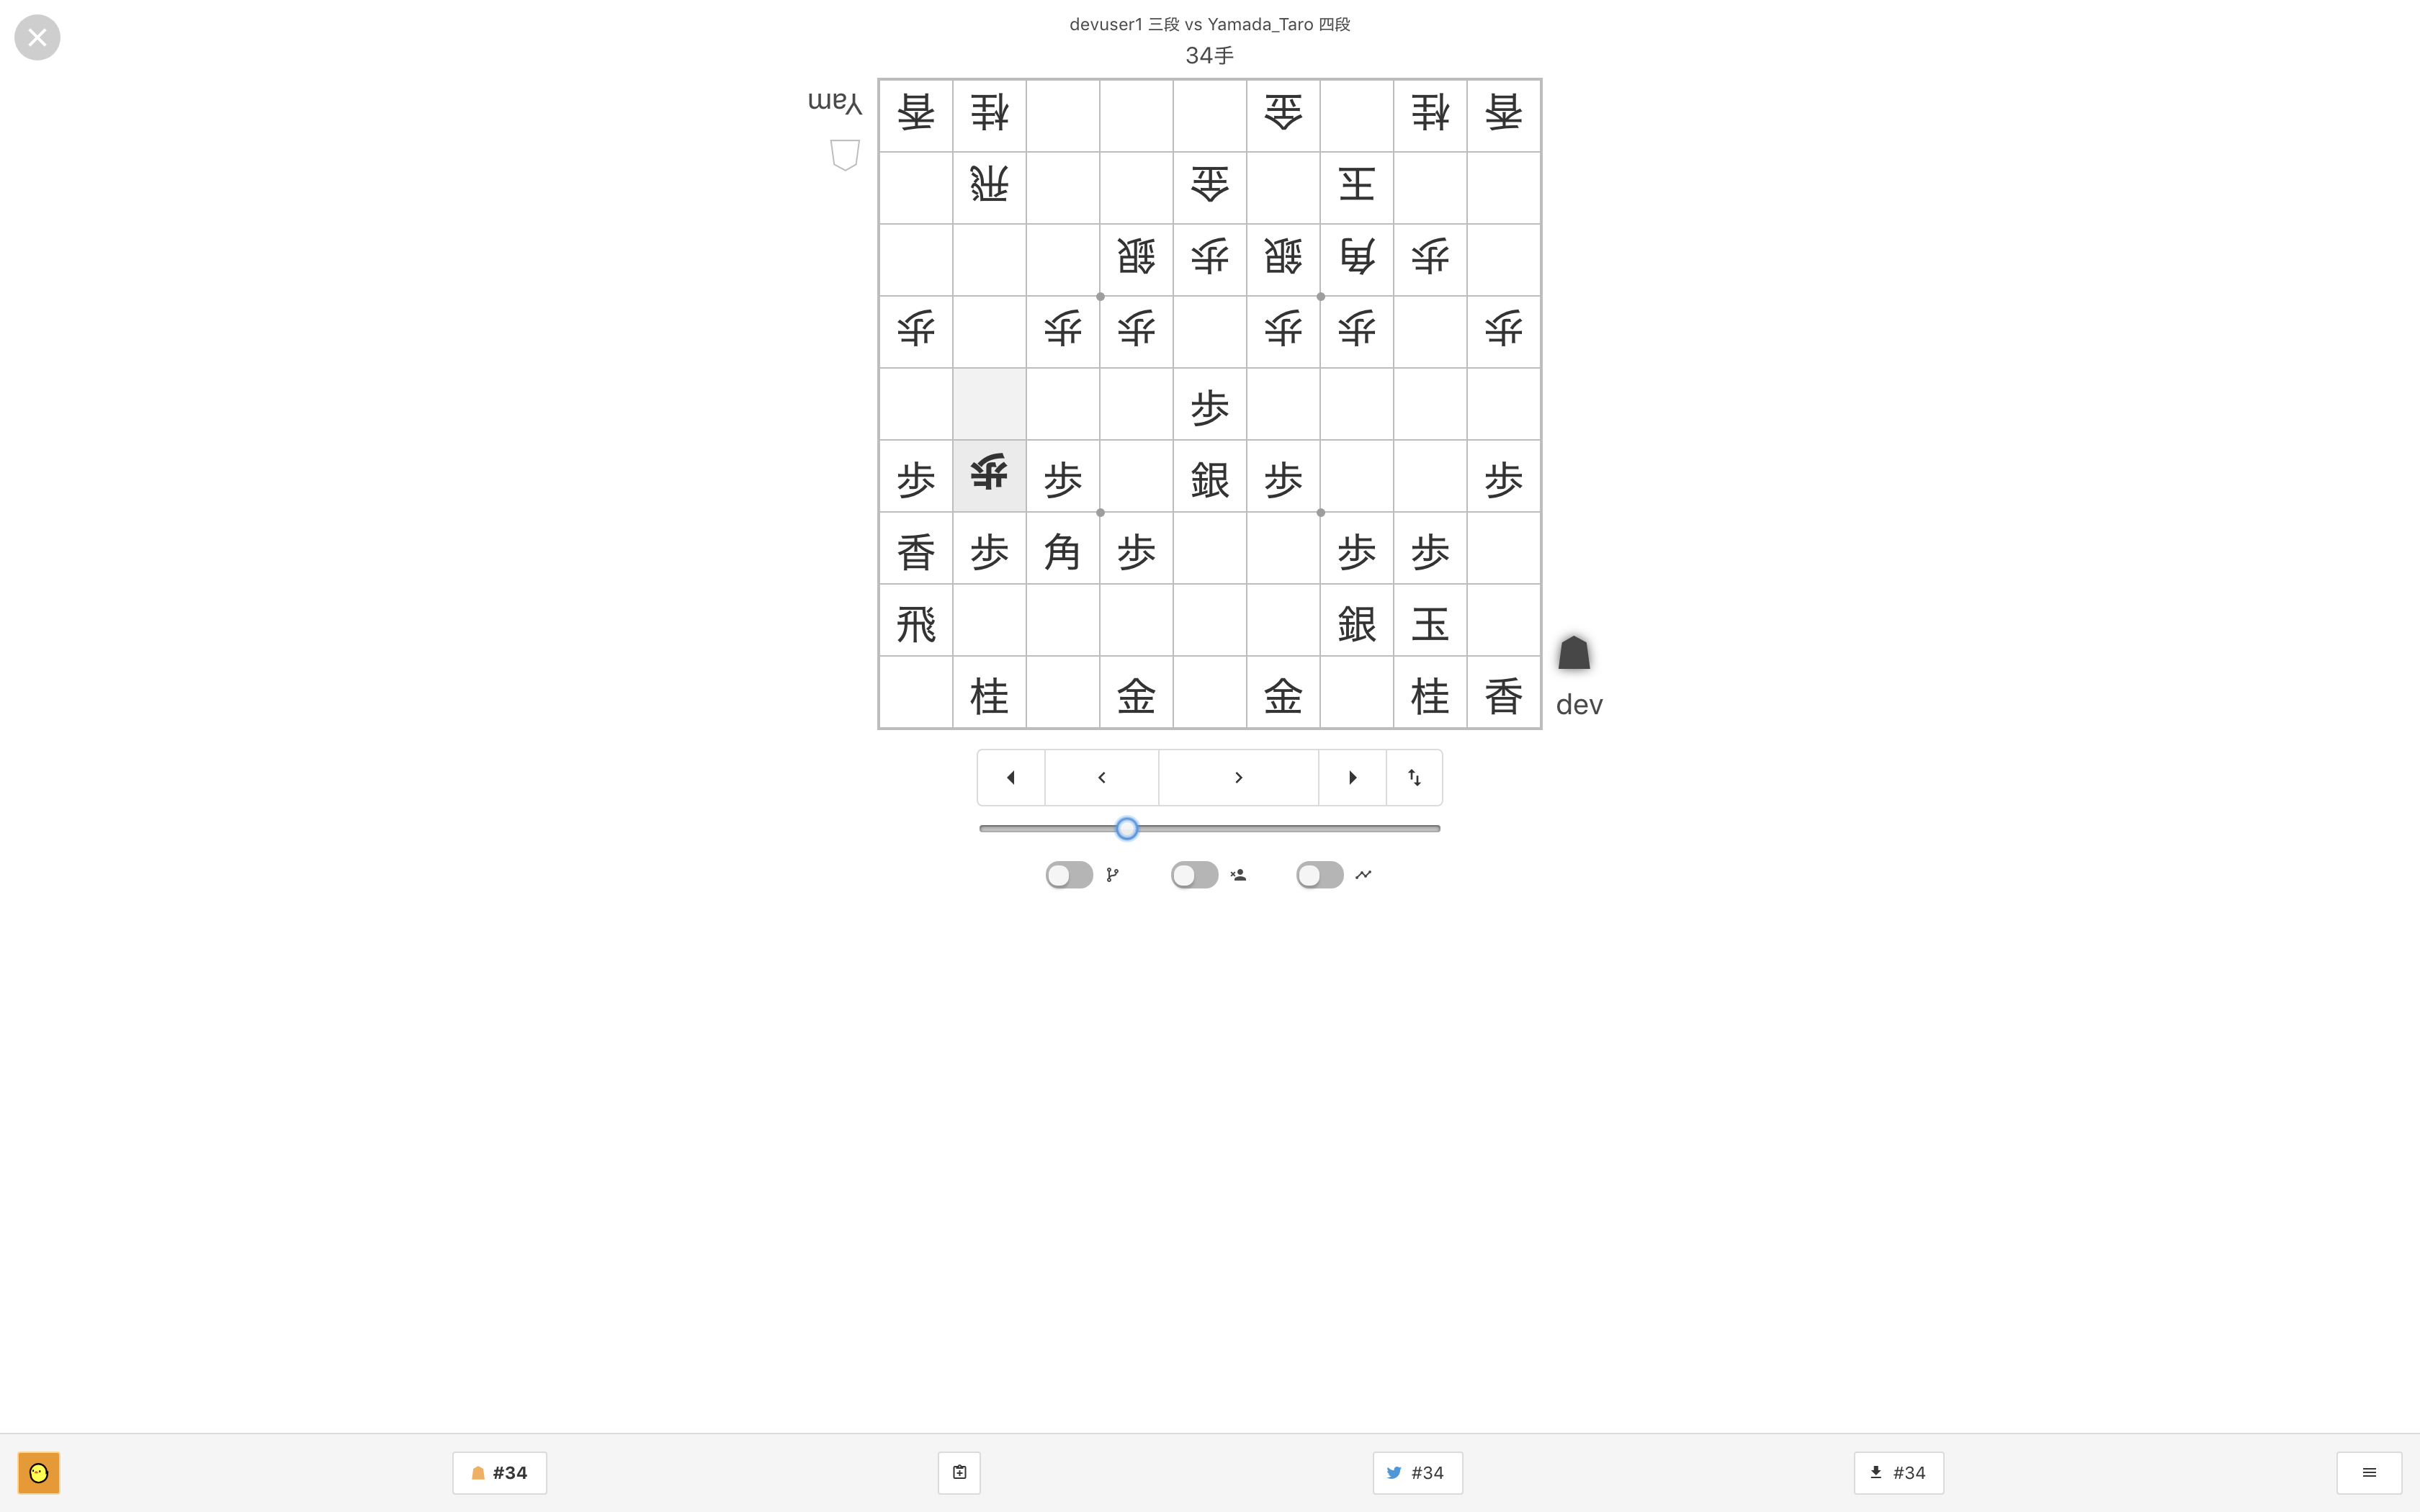 devuser1 三段 vs Yamada_Taro 四段
34手
Yam
香 桂 金 桂 香
飛 金 王
銀 歩 銀 角 歩
歩 歩 歩 歩 歩 歩
歩
歩 歩 歩 銀 歩 歩
香 歩 角 歩 歩 歩
飛 銀 玉
桂 金 金 桂 香
dev
#34
#34
#34